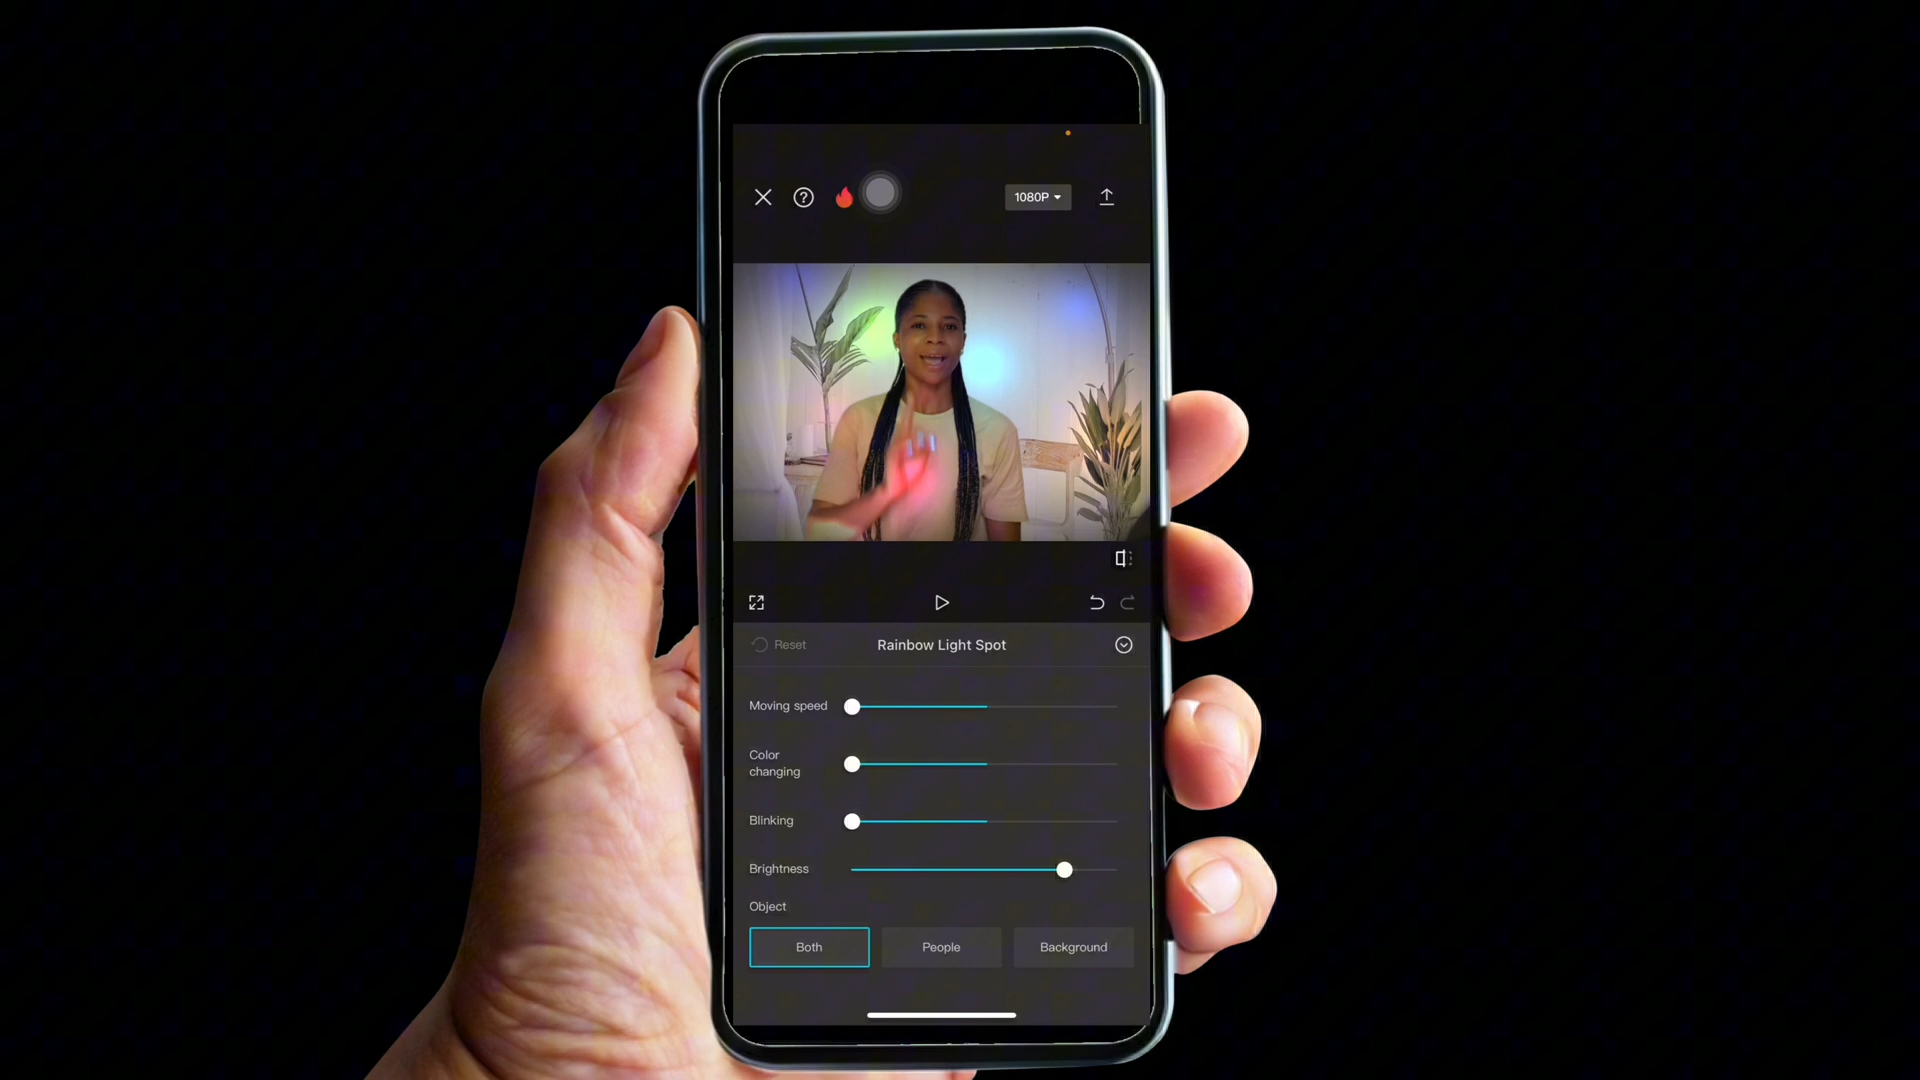 1080P
Reset
Rainbow Light Spot
Moving speed
Color
changing
Blinking
Brightness
Object
Both
People
Background